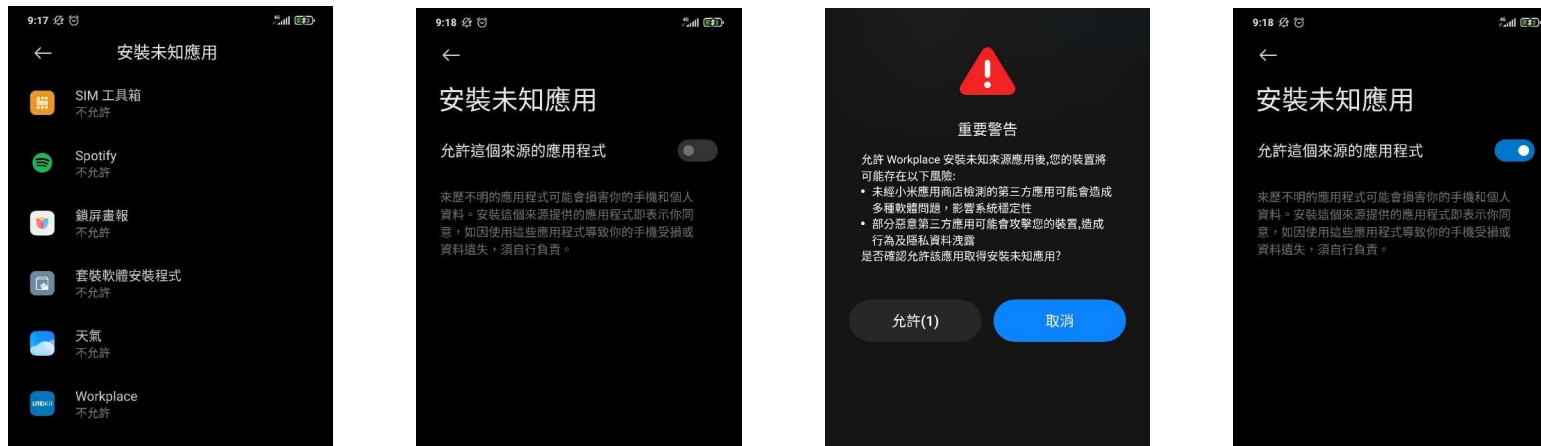 9:17
安裝未知應用
SIM 工具箱
不允許
Spotify
不允許
鎖屏畫報
不允許
套裝軟體安裝程式
不允許
天氣
不允許
Workplace
不允許
9:18
安裝未知應用
允許這個來源的應用程式
來歷不明的應用程式可能會損害你的手機和個人
資料。安裝這個來源提供的應用程式即表示你同
意,如因使用這些應用程式導致你的手機受損或
資料遺失,須自行負責。
重要警告
允許 Workplace 安裝未知來源應用後,您的裝置將
可能存在以下風險:
• 未經小米應用商店檢測的第三方應用可能會造成
多種軟體問題,影響系統穩定性
• 部分惡意第三方應用可能會攻擊您的裝置,造成
行為及隱私資料洩露
是否確認允許該應用取得安裝未知應用?
允許(1)
取消
9:18
安裝未知應用
允許這個來源的應用程式
來歷不明的應用程式可能會損害你的手機和個人
資料。安裝這個來源提供的應用程式即表示你同
意,如因使用這些應用程式導致你的手機受損或
資料遺失,須自行負責。